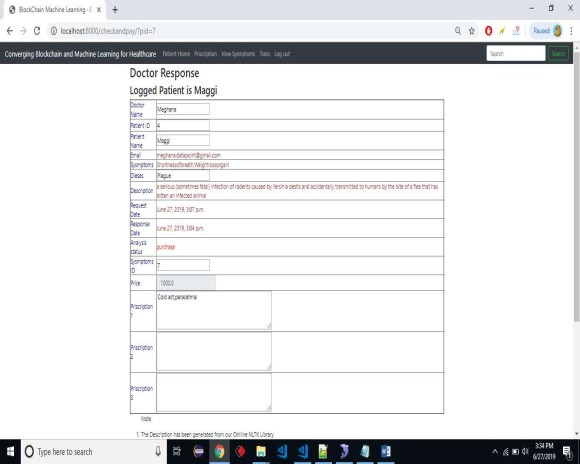 BlockChain Machine Learning - B
localhost:8000/checkandpay/?pid=7
Paused
Converging Blockchain and Machine Learning for Healthcare Patient Home Priscription View Symptoms Trans Log out
Search Search
Doctor Response
Logged Patient is Maggi
Doctor Name Meghana
Patient ID 4
Patient Name Maggi
Email meghana.datapoint@gmail.com
Symptoms Shortnessofbreath,Weightlossorgain
Dieses Plague
Description a serious (sometimes fatal) infection of rodents caused by Yersinia pestis and accidentally transmitted to humans by the bite of a flea that has
bitten an infected animal
Request Date June 27, 2019, 3:07 p.m.
Response Date June 27, 2019, 3:04 p.m.
Analysis status purchase
Symptoms ID 7
Price 1000.0
Priscription 1 Cold act,paracetmal
Priscription 2
Priscription 3
Note
1. The Description has been generated from our Online NLTK Library
Type here to search
3:34 PM
6/27/2019